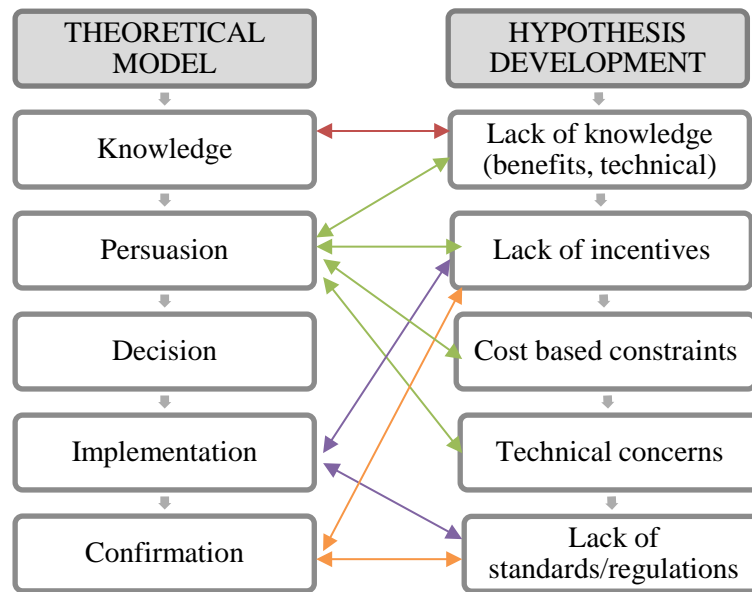 THEORETICAL
MODEL
Knowledge
Persuasion
Decision
Implementation
Confirmation
HYPOTHESIS
DEVELOPMENT
Lack of knowledge
(benefits, technical)
Lack of incentives
Cost based constraints
Technical concerns
Lack of
standards/regulations